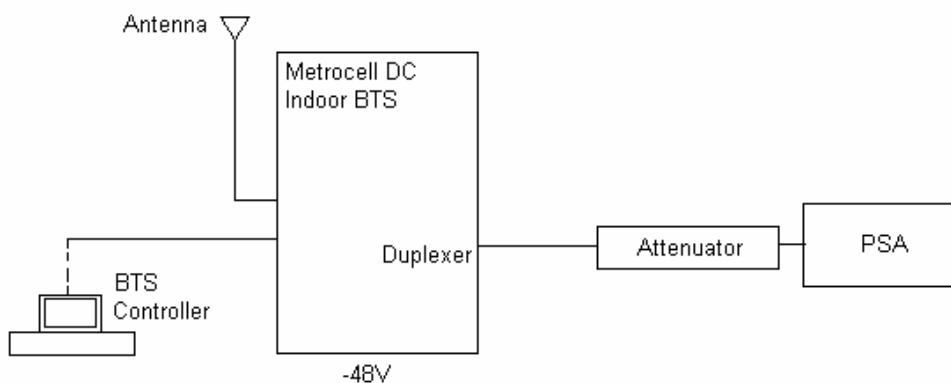 Antenna
Metrocell DC
Indoor BTS
Duplexer
Attenuator
PSA
BTS
Controller
-48V